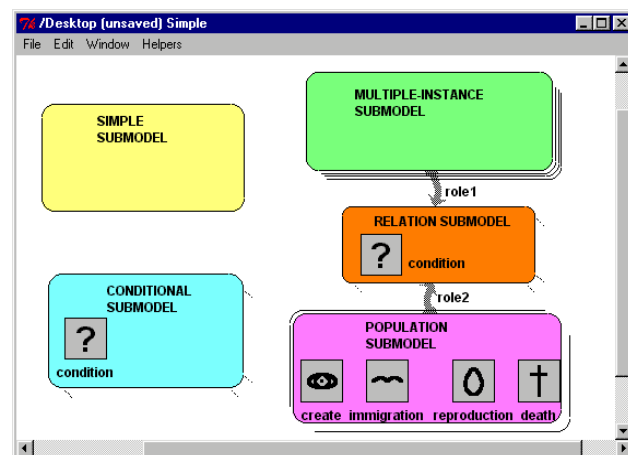 /Desktop (unsaved) Simple
File Edit Window Helpers
SIMPLE
SUBMODEL
MULTIPLE-INSTANCE
SUBMODEL
role1
RELATION SUBMODEL
?
condition
role2
CONDITIONAL
SUBMODEL
?
condition
POPULATION
SUBMODEL
create immigration reproduction death